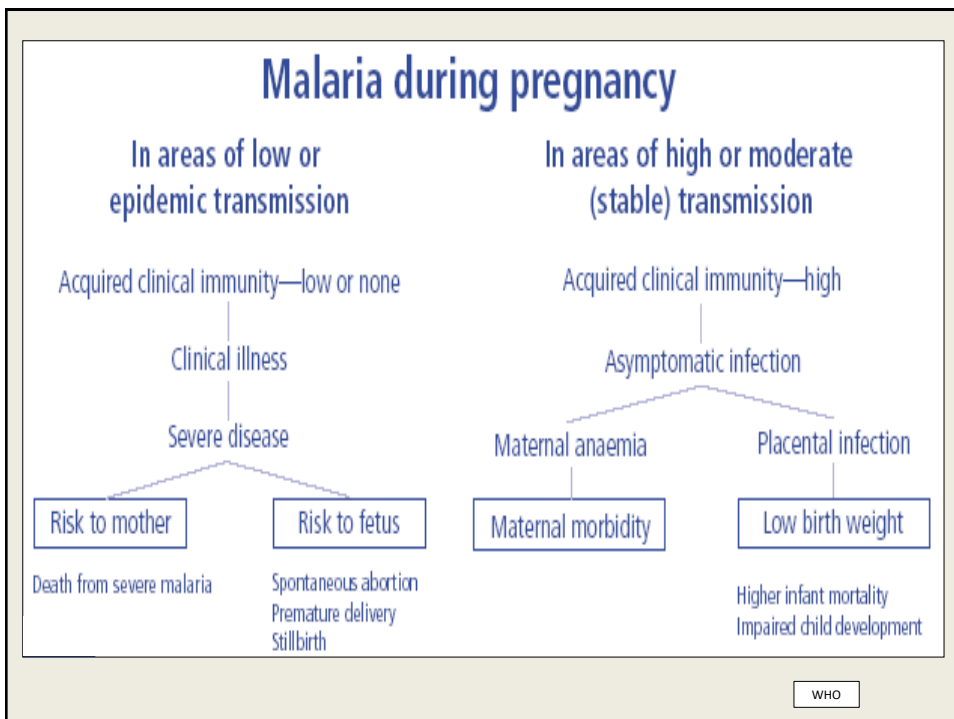 Malaria during pregnancy
In areas of low or
epidemic transmission
Acquired clinical immunity—low or none
Clinical illness
Severe disease
Risk to mother
Risk to fetus
Death from severe malaria
Spontaneous abortion
Premature delivery
Stillbirth
In areas of high or moderate
(stable) transmission
Acquired clinical immunity—high
Asymptomatic infection
Maternal anaemia
Placental infection
Maternal morbidity
Low birth weight
Higher infant mortality
Impaired child development
WHO